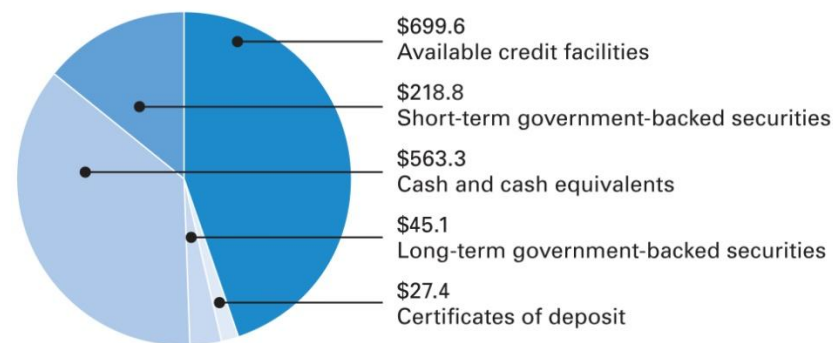 $699.6
Available credit facilities
$218.8
Short-term government-backed securities
$563.3
Cash and cash equivalents
$45.1
Long-term government-backed securities
$27.4
Certificates of deposit